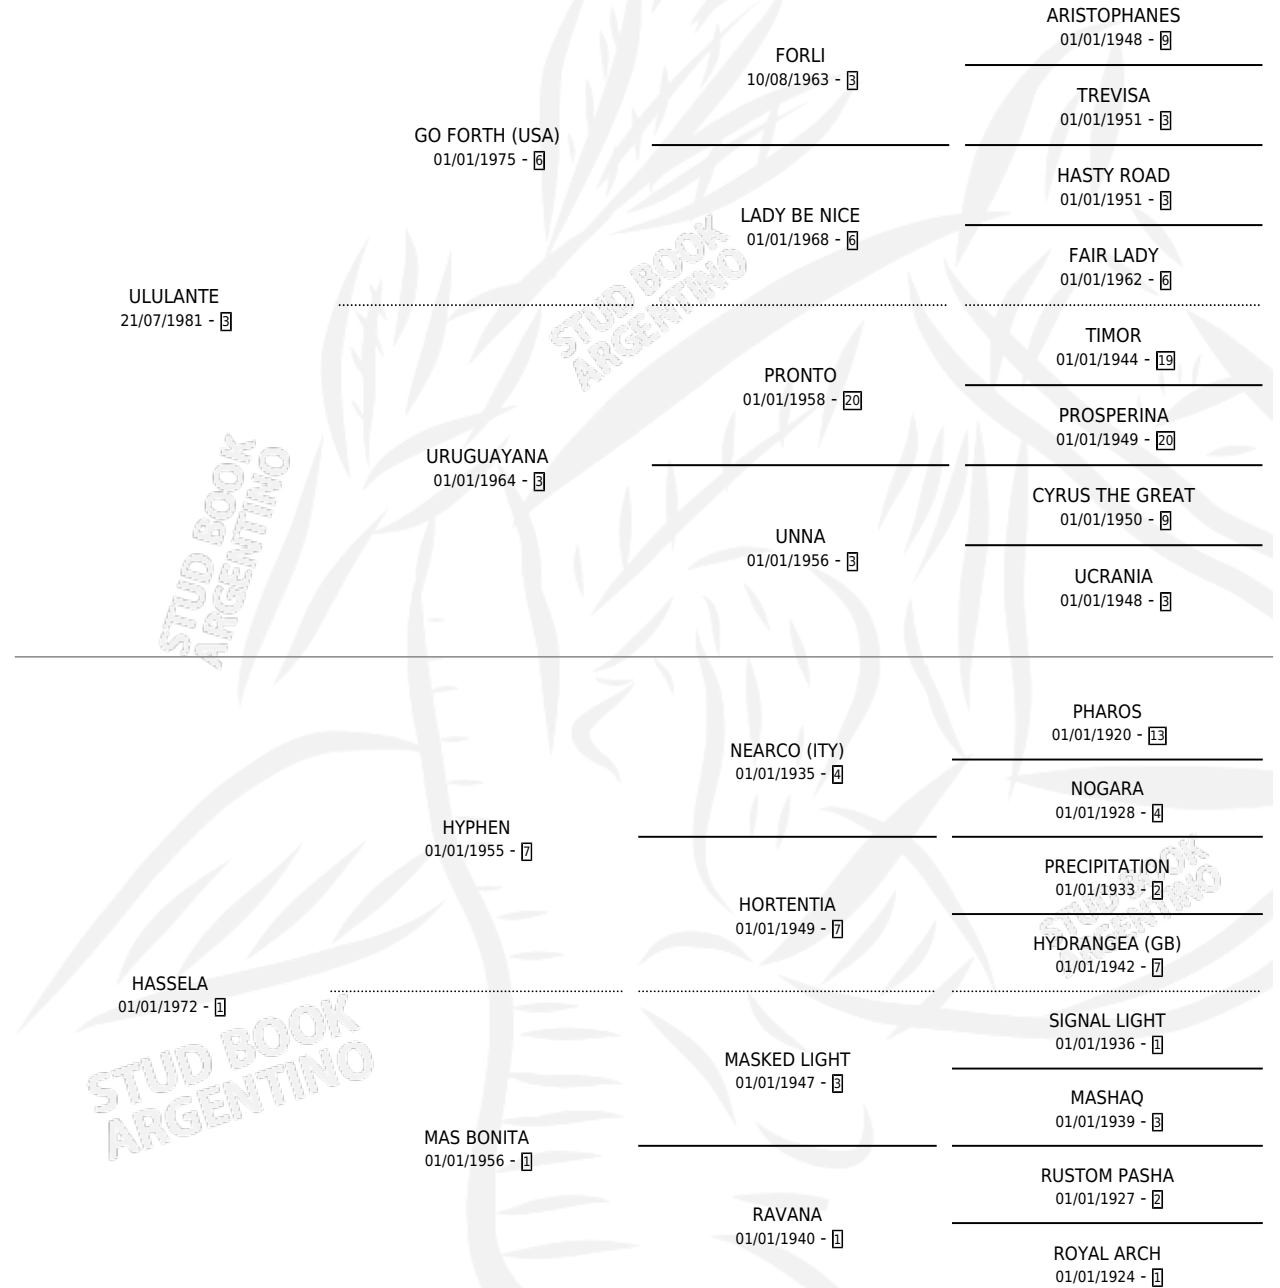 ARISTOPHANES
01/01/1948 - 9
FORLI
10/08/1963 - 3
TREVISA
01/01/1951 - 3
GO FORTH (USA)
01/01/1975 - 6
HASTY ROAD
01/01/1951 - 3
LADY BE NICE
01/01/1968 - 6
FAIR LADY
01/01/1962 - 6
ULULANTE
21/07/1981 - 3
TIMOR
01/01/1944 - 19
PRONTO
01/01/1958 - 20
PROSPERINA
01/01/1949 - 20
URUGUAYANA
01/01/1964 - 3
CYRUS THE GREAT
01/01/1950 - 9
UNNA
01/01/1956 - 3
UCRANIA
01/01/1948 - 3
PHAROS
01/01/1920 - 13
NEARCO (ITY)
01/01/1935 - 4
NOGARA
01/01/1928 - 4
HYPHEN
01/01/1955 - 7
PRECIPITATION
01/01/1933 - 2
HORTENTIA
01/01/1949 - 7
HYDRANGEA (GB)
01/01/1942 - 7
HASSELA
01/01/1972 - 1
SIGNAL LIGHT
01/01/1936 - 1
MASKED LIGHT
01/01/1947 - 3
MASHAQ
01/01/1939 - 3
MAS BONITA
01/01/1956 - 1
RUSTOM PASHA
01/01/1927 - 2
RAVANA
01/01/1940 - 1
ROYAL ARCH
01/01/1924 - 1
STUD BOOK
ARGENTINO
STUD BOOK
ARGENTINO
STUD BOOK
ARGENTINO
STUD BOOK
ARGENTINO